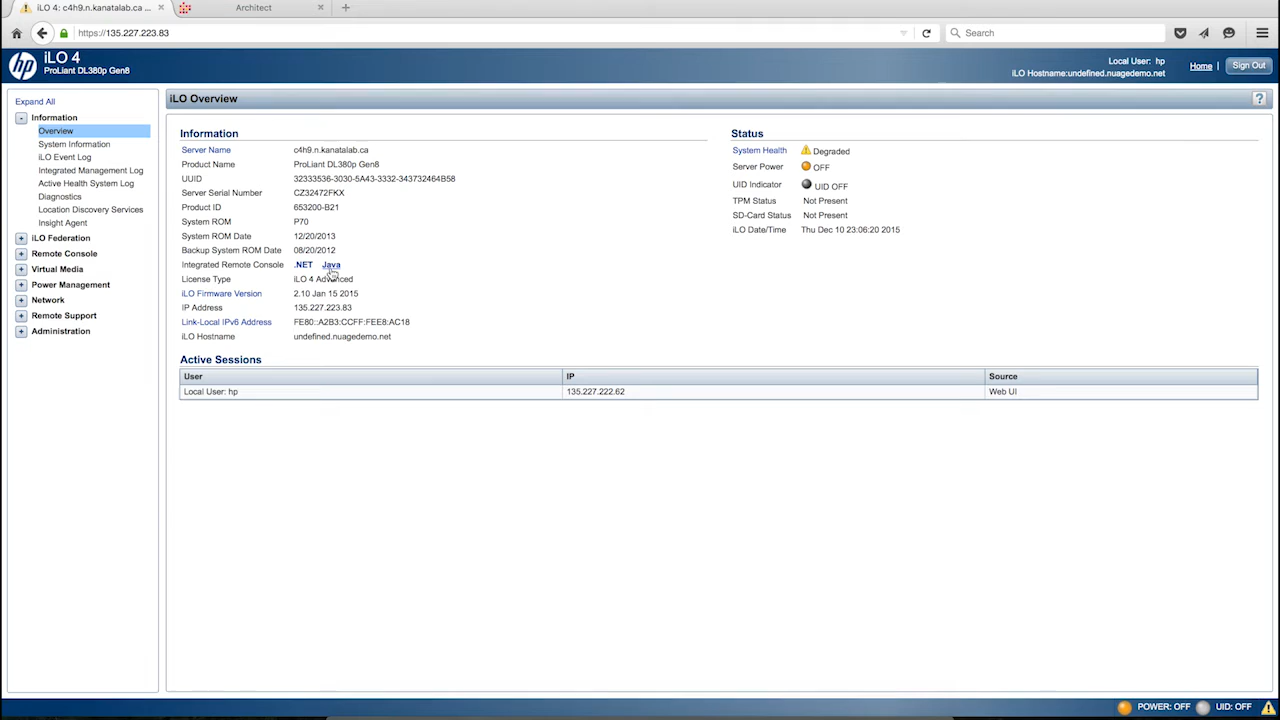 iLO 4: c4h9.n.kanatalab.ca ...
Architect
https://135.227.223.83
Search
hp
iLO 4
ProLiant DL380p Gen8
Local User: hp
iLO Hostname:undefined.nuagedemo.net
Home
Sign Out
Expand All
Information
Overview
System Information
iLO Event Log
Integrated Management Log
Active Health System Log
Diagnostics
Location Discovery Services
Insight Agent
iLO Federation
Remote Console
Virtual Media
Power Management
Network
Remote Support
Administration
iLO Overview
?
Information
Server Name c4h9.n.kanatalab.ca
Product Name ProLiant DL380p Gen8
UUID 32333536-3030-5A43-3332-343732464B58
Server Serial Number CZ32472FKX
Product ID 653200-B21
System ROM P70
System ROM Date 12/20/2013
Backup System ROM Date 08/20/2012
Integrated Remote Console .NET Java
License Type iLO 4 Advanced
iLO Firmware Version 2.10 Jan 15 2015
IP Address 135.227.223.83
Link-Local IPv6 Address FE80::A2B3:CCFF:FEE8:AC18
iLO Hostname undefined.nuagedemo.net
Status
System Health Degraded
Server Power OFF
UID Indicator UID OFF
TPM Status Not Present
SD-Card Status Not Present
iLO Date/Time Thu Dec 10 23:06:20 2015
Active Sessions
User IP Source
Local User: hp 135.227.222.62 Web UI
POWER: OFF UID: OFF